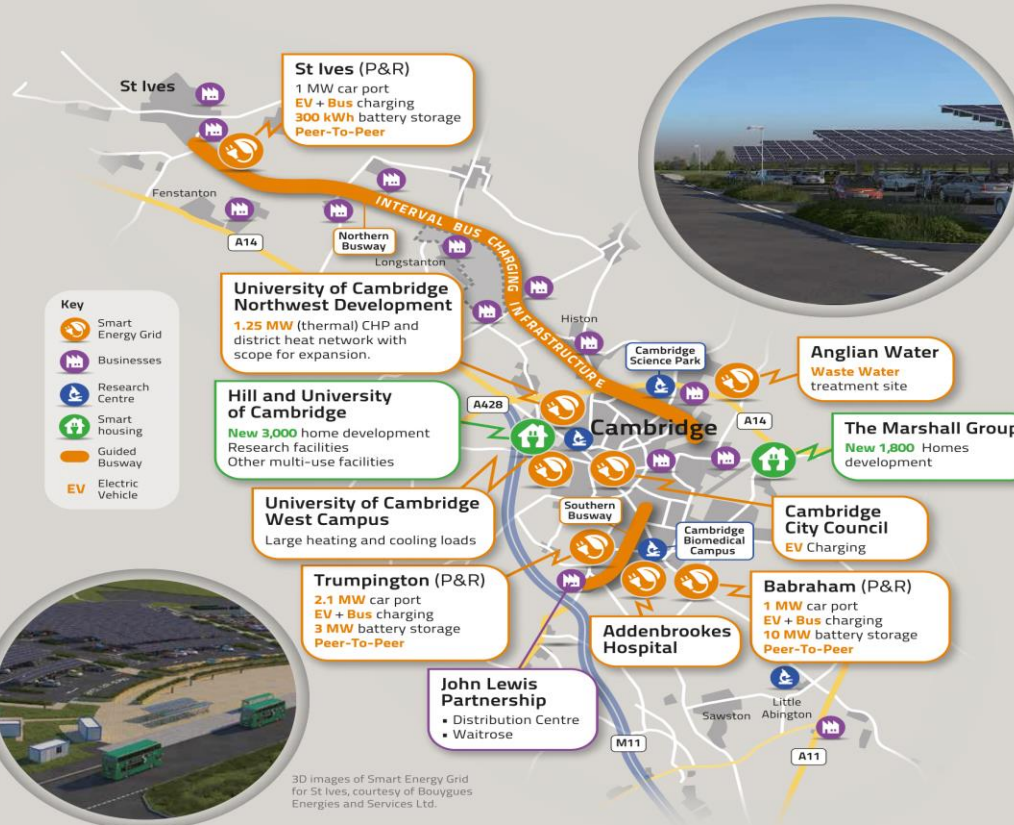 St Ives
St Ives (P&R)
1 MW car port
EV + Bus charging
300 kWh battery storage
Peer-To-Peer
Fenstanton
A14
Northern
Busway
Longstanton
INTERVAL BUS CHARGING INFRASTRUCTURE
Histon
University of Cambridge
Northwest Development
1.25 MW (thermal) CHP and
district heat network with
scope for expansion.
Key
Smart
Energy Grid
Businesses
Research
Centre
Smart
housing
Guided
Busway
EV
Electric
Vehicle
Cambridge
Science Park
Anglian Water
Waste Water
treatment site
Hill and University
of Cambridge
New 3,000 home development
Research facilities
Other multi-use facilities
A428
Cambridge
A14
The Marshall Group
New 1,800 Homes
development
University of Cambridge
West Campus
Large heating and cooling loads
Southern
Busway
Cambridge
Biomedical
Campus
Cambridge
City Council
EV Charging
Trumpington (P&R)
2.1 MW car port
EV + Bus charging
3 MW battery storage
Peer-To-Peer
Addenbrookes
Hospital
Babraham (P&R)
1 MW car port
EV + Bus charging
10 MW battery storage
Peer-To-Peer
John Lewis
Partnership
▪ Distribution Centre
▪ Waitrose
M11
Sawston
Little
Abington
A11
3D images of Smart Energy Grid
for St Ives, courtesy of Bouygues
Energies and Services Ltd.